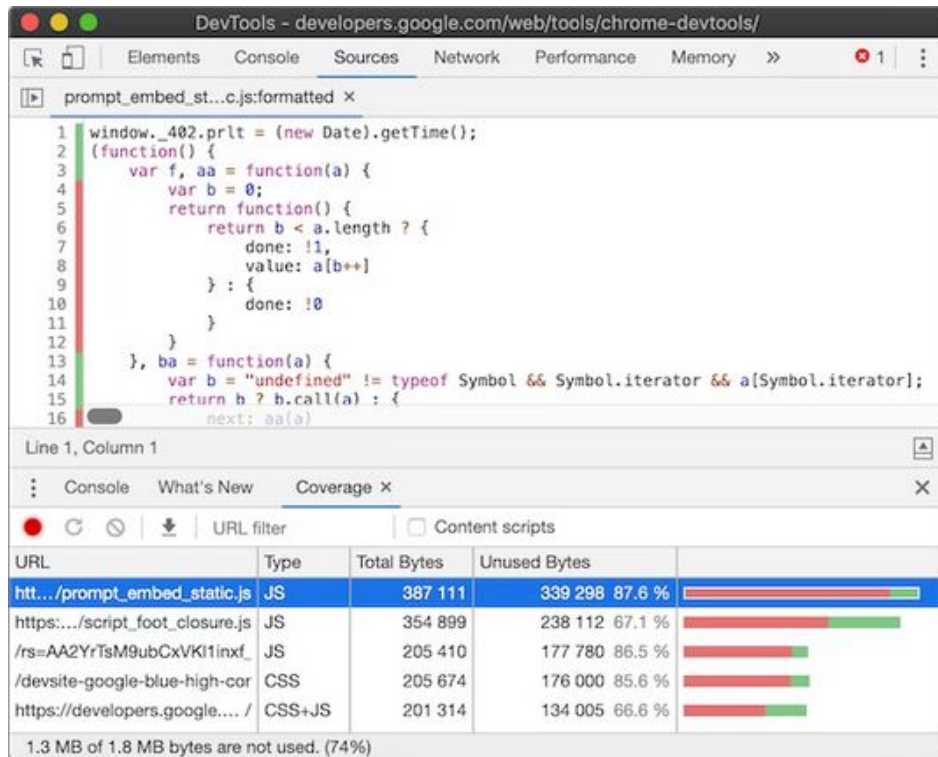 DevTools - developers.google.com/web/tools/chrome-devtools/
Elements Console Sources Network Performance Memory » 1
prompt_embed_st...c.js:formatted ×
1 window._402.prlt = (new Date).getTime();
2 (function() {
3 var f, aa = function(a) {
4 var b = 0;
5 return function() {
6 return b < a.length ? {
7 done: !1,
8 value: a[b++]
9 } : {
10 done: !0
11 }
12 }
13 }, ba = function(a) {
14 var b = "undefined" != typeof Symbol && Symbol.iterator && a[Symbol.iterator];
15 return b ? b.call(a) : {
16 next: aa(a)
Line 1, Column 1
Console What's New Coverage ×
URL filter Content scripts
URL Type Total Bytes Unused Bytes
htt.../prompt_embed_static.js JS 387 111 339 298 87.6 %
https:.../script_foot_closure.js JS 354 899 238 112 67.1 %
/rs=AA2YrTsM9ubCxVKI1inxf_ JS 205 410 177 780 86.5 %
/devsite-google-blue-high-cor CSS 205 674 176 000 85.6 %
https://developers.google.... / CSS+JS 201 314 134 005 66.6 %
1.3 MB of 1.8 MB bytes are not used. (74%)